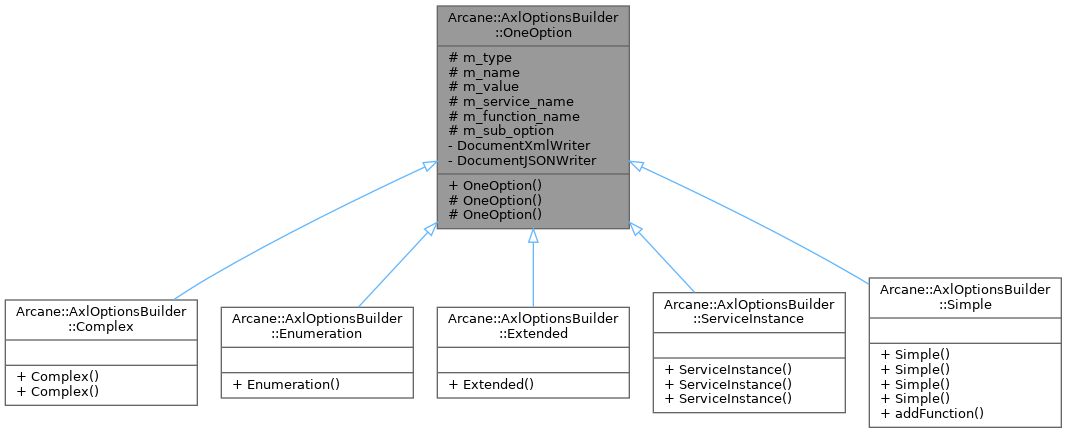 Arcane::AxlOptionsBuilder
::OneOption
# m_type
# m_name
# m_value
# m_service_name
# m_function_name
# m_sub_option
- DocumentXmlWriter
- DocumentJSONWriter
+ OneOption()
# OneOption()
# OneOption()
Arcane::AxlOptionsBuilder
::Complex
+ Complex()
+ Complex()
Arcane::AxlOptionsBuilder
::Enumeration
+ Enumeration()
Arcane::AxlOptionsBuilder
::Extended
+ Extended()
Arcane::AxlOptionsBuilder
::ServiceInstance
+ ServiceInstance()
+ ServiceInstance()
+ ServiceInstance()
Arcane::AxlOptionsBuilder
::Simple
+ Simple()
+ Simple()
+ Simple()
+ Simple()
+ addFunction()